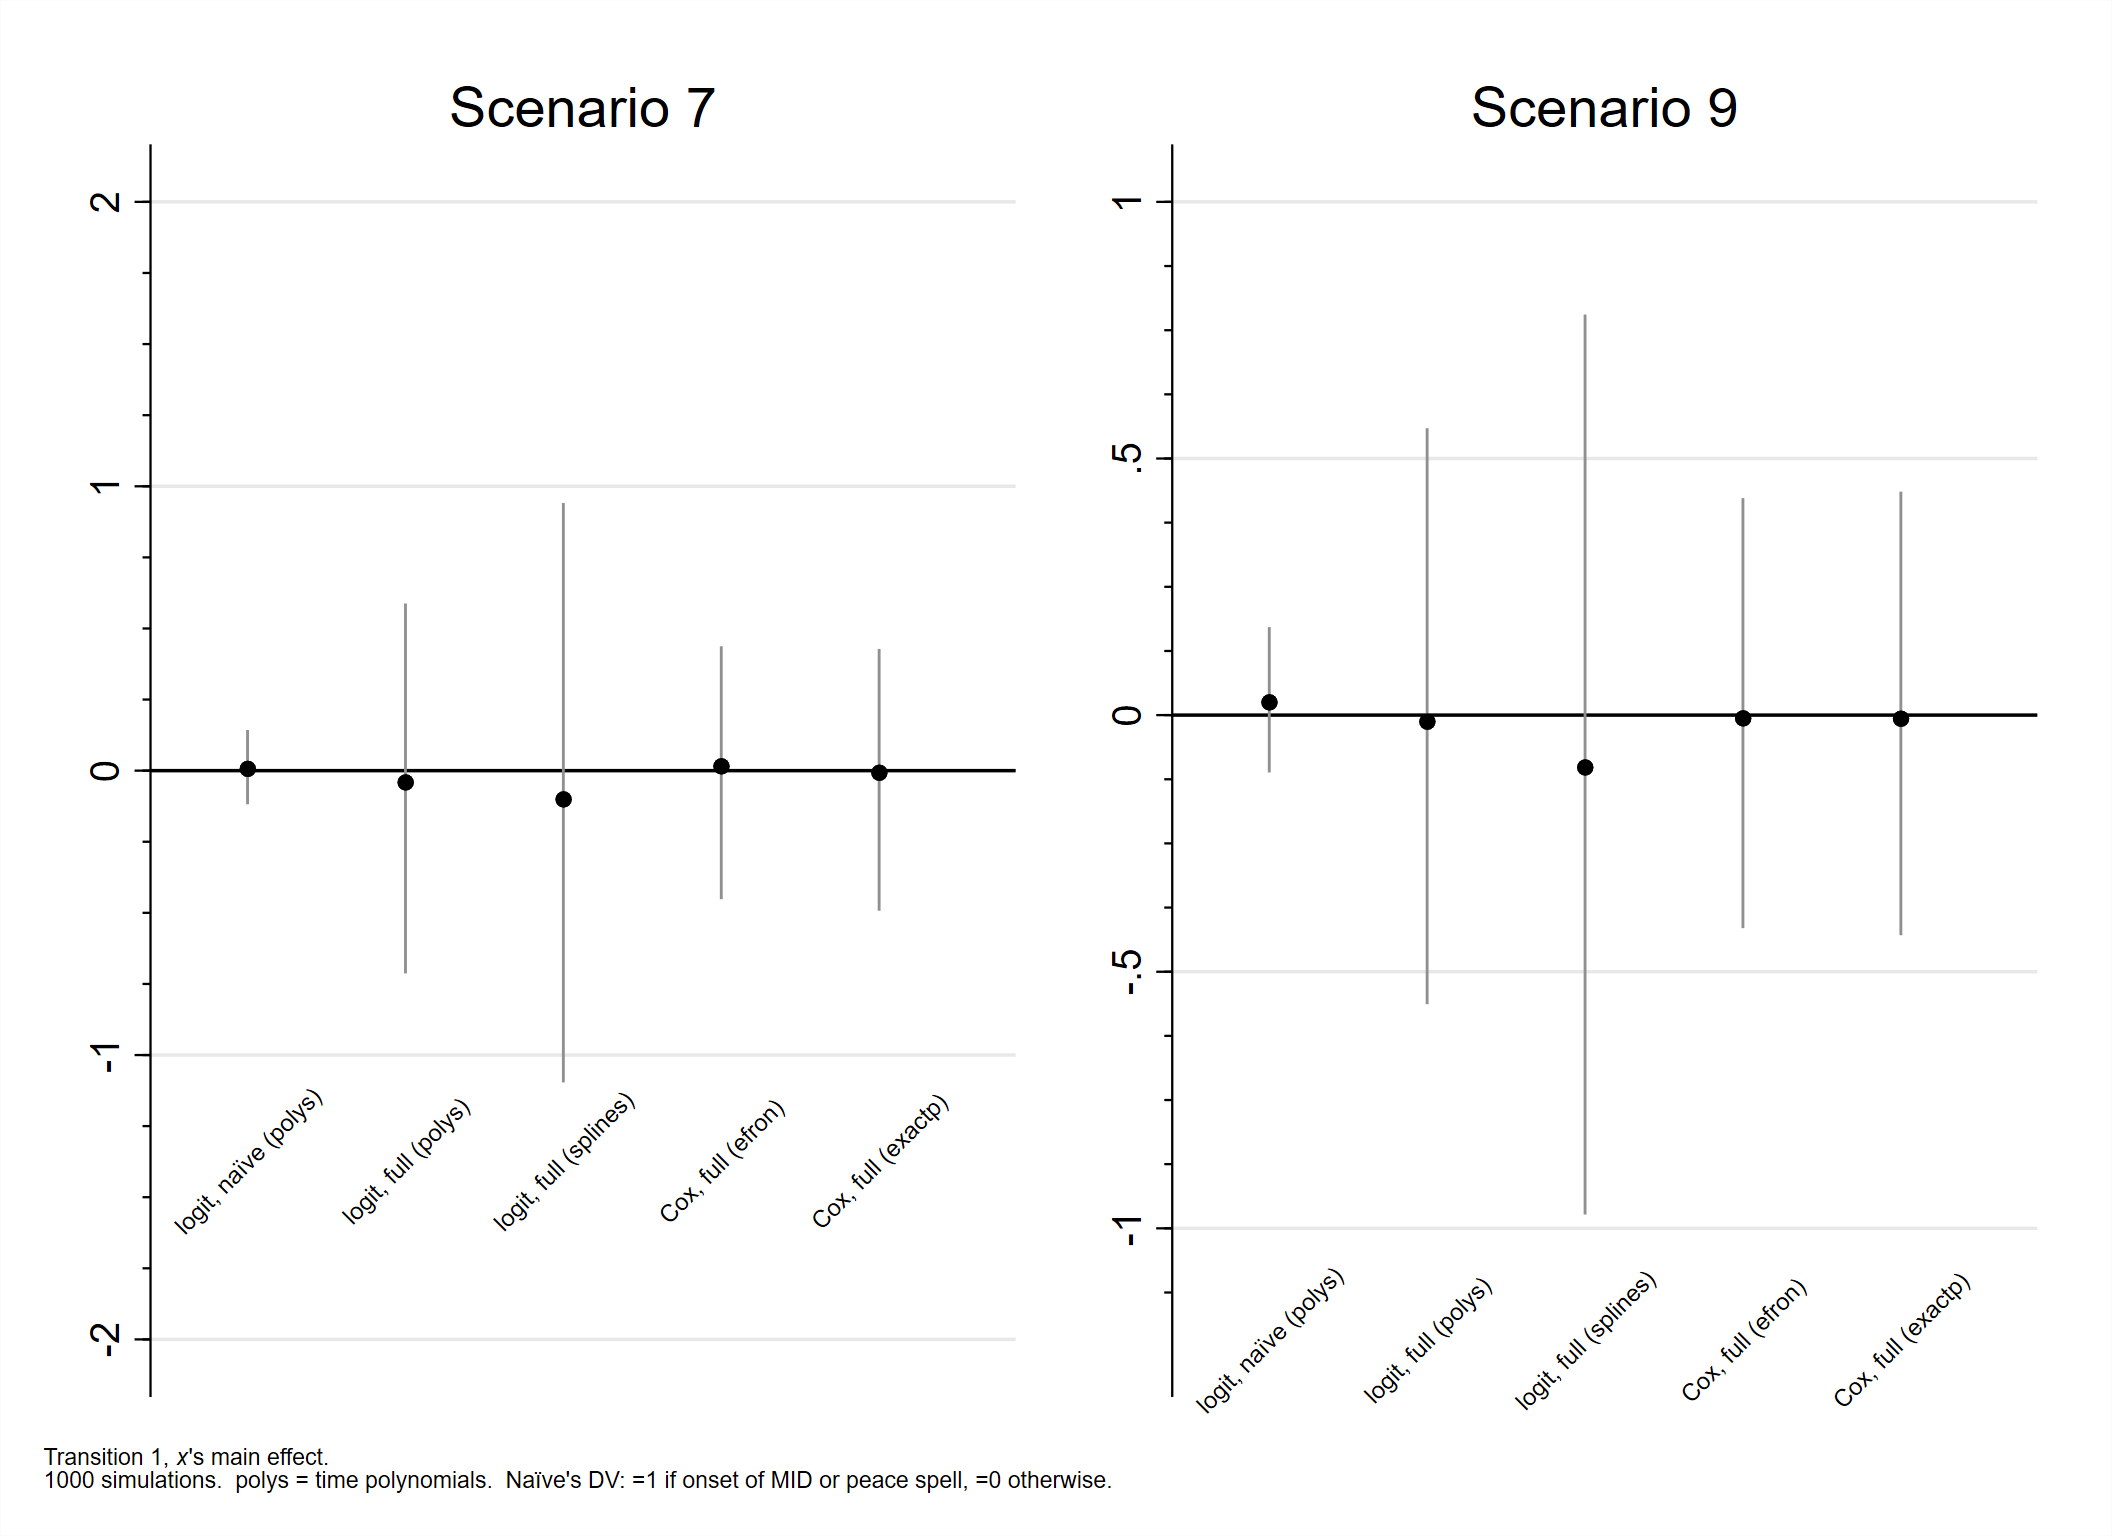 Scenario 7
2
1
0
-1
-2
logit, naïve (polys)
logit, full (polys)
logit, full (splines)
Cox, full (efron)
Cox, full (exactp)
Scenario 9
1
.5
0
-.5
-1
logit, naïve (polys)
logit, full (polys)
logit, full (splines)
Cox, full (efron)
Cox, full (exactp)
Transition 1, x's main effect.
1000 simulations.  polys = time polynomials.  Naïve's DV: =1 if onset of MID or peace spell, =0 otherwise.